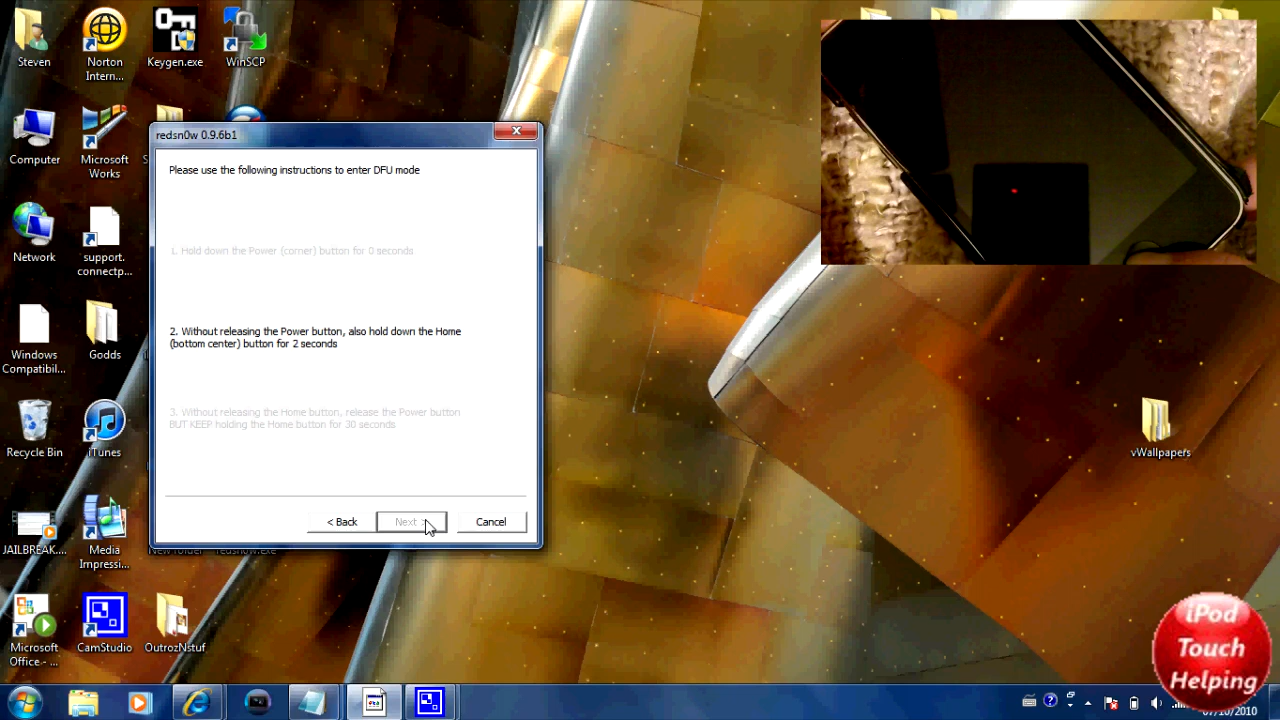 Steven
Norton
Intern...
Keygen.exe
WinSCP
Computer
Microsoft
Works
S
Network
support.
connectp...
Windows
Compatibil...
Godds
Recycle Bin
iTunes
JAILBREAK....
Media
Impressi...
New folder
redsn0w.exe
Microsoft
Office - ...
CamStudio
OutrozNstuf
vWallpapers
redsn0w 0.9.6b1
Please use the following instructions to enter DFU mode
1. Hold down the Power (corner) button for 0 seconds
2. Without releasing the Power button, also hold down the Home
(bottom center) button for 2 seconds
3. Without releasing the Home button, release the Power button
BUT KEEP holding the Home button for 30 seconds
< Back
Next >
Cancel
iPod
Touch
Helping
07/10/2010